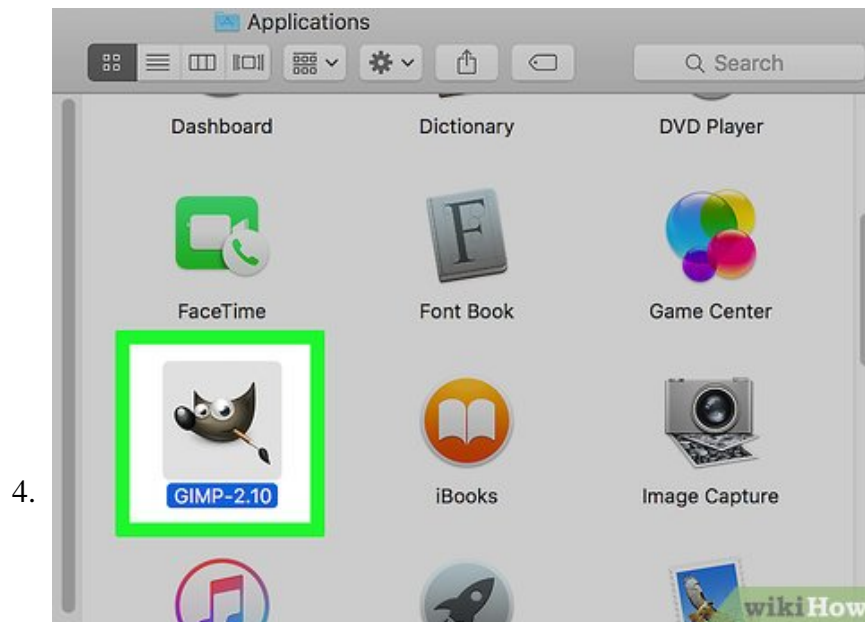 Applications
Search
Dashboard Dictionary DVD Player
FaceTime Font Book Game Center
F
4.
GIMP-2.10 iBooks Image Capture
wikiHow